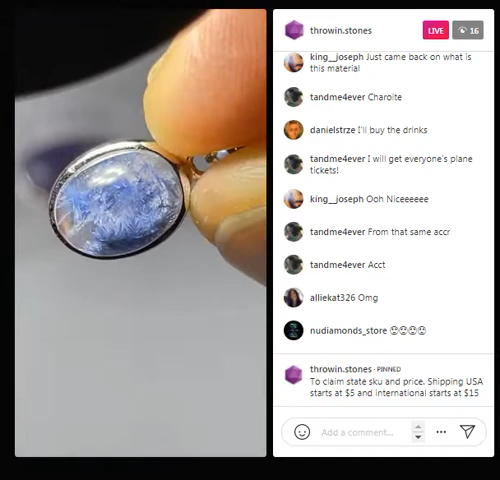 throwin.stones
LIVE
16
king__joseph Just came back on what is
this material
tandme4ever Charoite
danielstrze I'll buy the drinks
tandme4ever I will get everyone's plane
tickets!
king__joseph Ooh Niceeeeee
tandme4ever From that same accr
tandme4ever Acct
alliekat326 Omg
nudiamonds_store 😍😍😍😍
throwin.stones · PINNED
To claim state sku and price. Shipping USA
starts at $5 and international starts at $15
Add a comment...